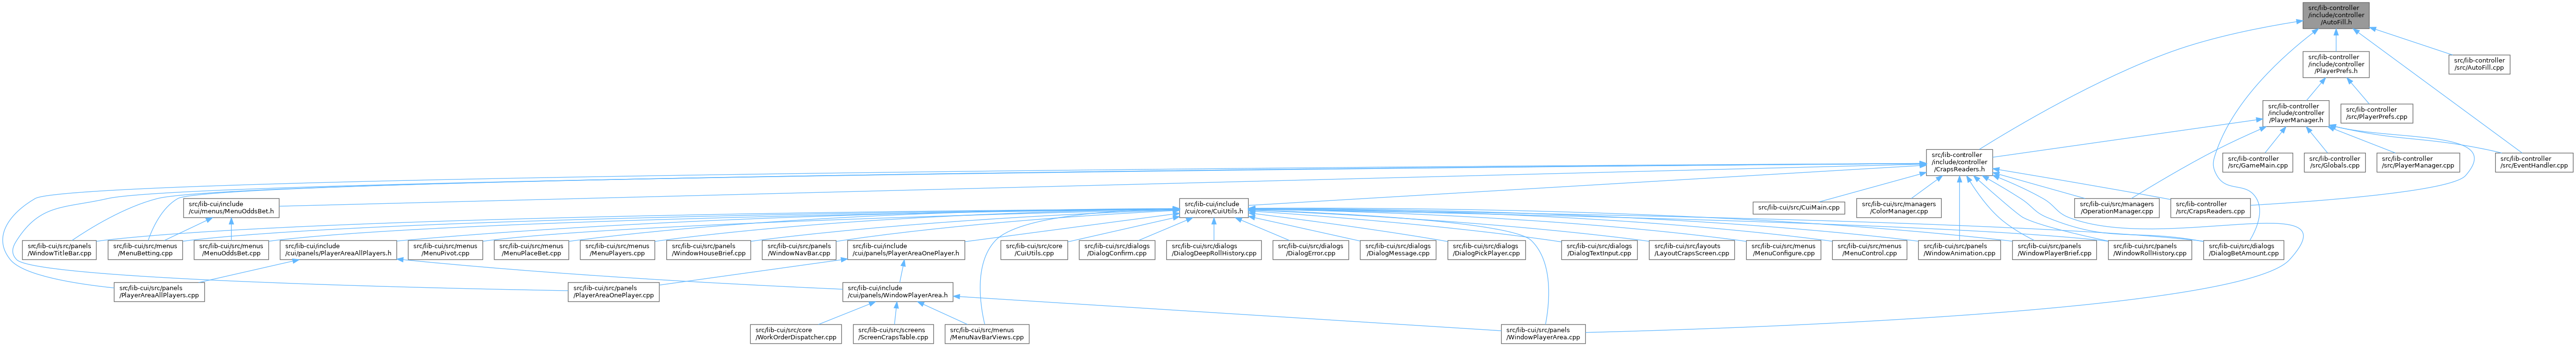 src/lib-controller
/include/controller
/AutoFill.h
src/lib-controller
/include/controller
/PlayerPrefs.h
src/lib-controller
/src/AutoFill.cpp
src/lib-controller
/include/controller
/PlayerManager.h
src/lib-controller
/src/PlayerPrefs.cpp
src/lib-controller
/include/controller
/CrapsReaders.h
src/lib-controller
/src/GameMain.cpp
src/lib-controller
/src/Globals.cpp
src/lib-controller
/src/PlayerManager.cpp
src/lib-controller
/src/EventHandler.cpp
src/lib-cui/include
/cui/menus/MenuOddsBet.h
src/lib-cui/include
/cui/core/CuiUtils.h
src/lib-cui/src/CuiMain.cpp
src/lib-cui/src/managers
/ColorManager.cpp
src/lib-cui/src/managers
/OperationManager.cpp
src/lib-controller
/src/CrapsReaders.cpp
src/lib-cui/src/panels
/WindowTitleBar.cpp
src/lib-cui/src/menus
/MenuBetting.cpp
src/lib-cui/src/menus
/MenuOddsBet.cpp
src/lib-cui/include
/cui/panels/PlayerAreaAllPlayers.h
src/lib-cui/src/menus
/MenuPivot.cpp
src/lib-cui/src/menus
/MenuPlaceBet.cpp
src/lib-cui/src/menus
/MenuPlayers.cpp
src/lib-cui/src/panels
/WindowHouseBrief.cpp
src/lib-cui/src/panels
/WindowNavBar.cpp
src/lib-cui/include
/cui/panels/PlayerAreaOnePlayer.h
src/lib-cui/src/core
/CuiUtils.cpp
src/lib-cui/src/dialogs
/DialogConfirm.cpp
src/lib-cui/src/dialogs
/DialogDeepRollHistory.cpp
src/lib-cui/src/dialogs
/DialogError.cpp
src/lib-cui/src/dialogs
/DialogMessage.cpp
src/lib-cui/src/dialogs
/DialogPickPlayer.cpp
src/lib-cui/src/dialogs
/DialogTextInput.cpp
src/lib-cui/src/layouts
/LayoutCrapsScreen.cpp
src/lib-cui/src/menus
/MenuConfigure.cpp
src/lib-cui/src/menus
/MenuControl.cpp
src/lib-cui/src/panels
/WindowAnimation.cpp
src/lib-cui/src/panels
/WindowPlayerBrief.cpp
src/lib-cui/src/panels
/WindowRollHistory.cpp
src/lib-cui/src/dialogs
/DialogBetAmount.cpp
src/lib-cui/src/panels
/PlayerAreaAllPlayers.cpp
src/lib-cui/src/panels
/PlayerAreaOnePlayer.cpp
src/lib-cui/include
/cui/panels/WindowPlayerArea.h
src/lib-cui/src/core
/WorkOrderDispatcher.cpp
src/lib-cui/src/screens
/ScreenCrapsTable.cpp
src/lib-cui/src/menus
/MenuNavBarViews.cpp
src/lib-cui/src/panels
/WindowPlayerArea.cpp